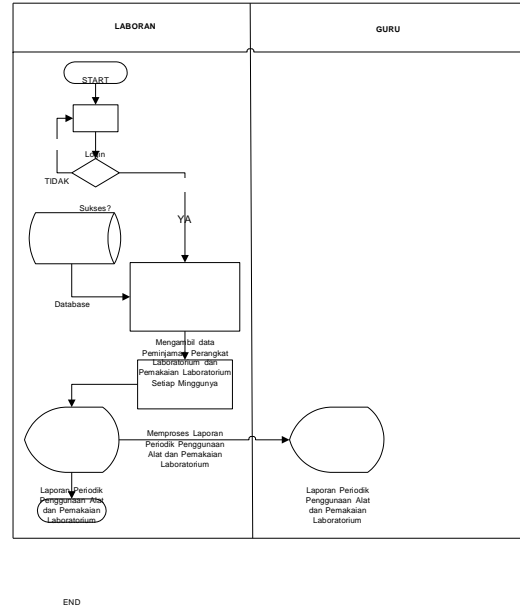 LABORAN
GURU
START
Login
TIDAK
Sukses?
YA
Database
Mengambil data
Peminjaman Perangkat
Laboratorium dan
Pemakaian Laboratorium
Setiap Minggunya
Memproses Laporan
Periodik Penggunaan
Alat dan Pemakaian
Laboratorium
Laporan Periodik
Penggunaan Alat
dan Pemakaian
Laboratorium
Laporan Periodik
Penggunaan Alat
dan Pemakaian
Laboratorium
END